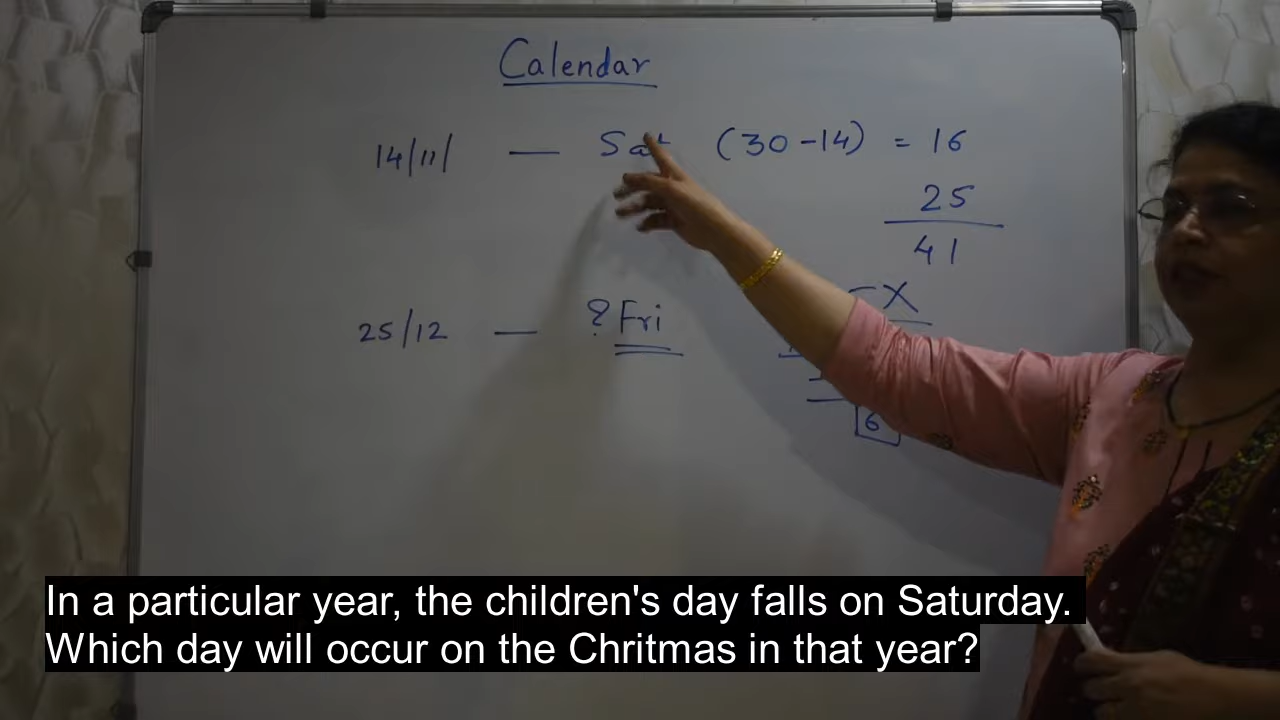 Calendar
14/11/ — Sat (30-14) = 16
25
41
25/12 — ? Fri
6
In a particular year, the children's day falls on Saturday.
Which day will occur on the Chritmas in that year?